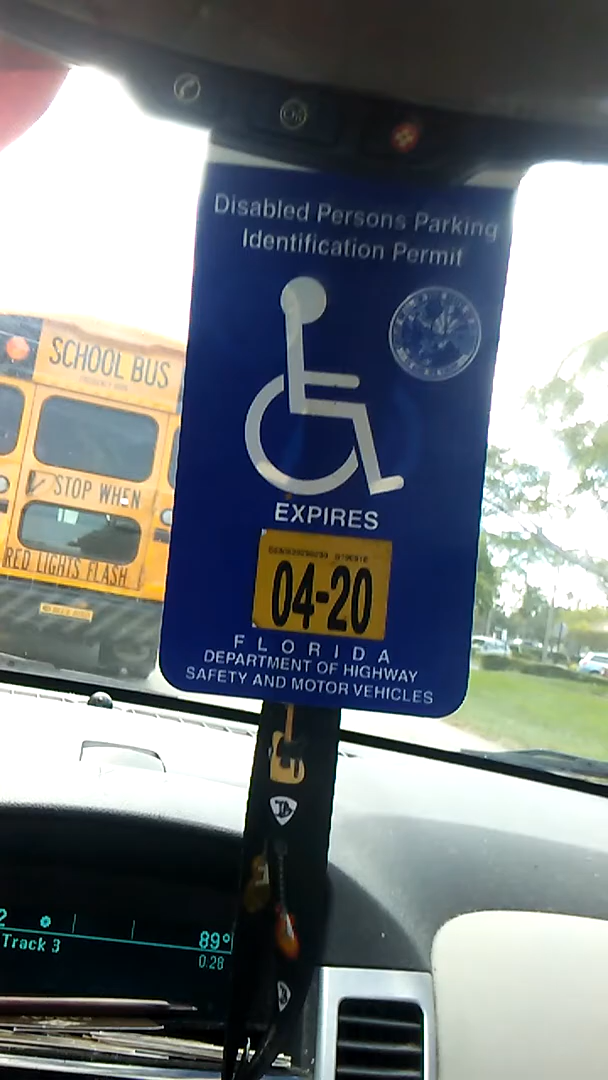 Disabled Persons Parking
Identification Permit
SCHOOL BUS
STOP WHEN
RED LIGHTS FLASH
EXPIRES
04-20
FLORIDA
DEPARTMENT OF HIGHWAY
SAFETY AND MOTOR VEHICLES
89°
Track 3
0:28